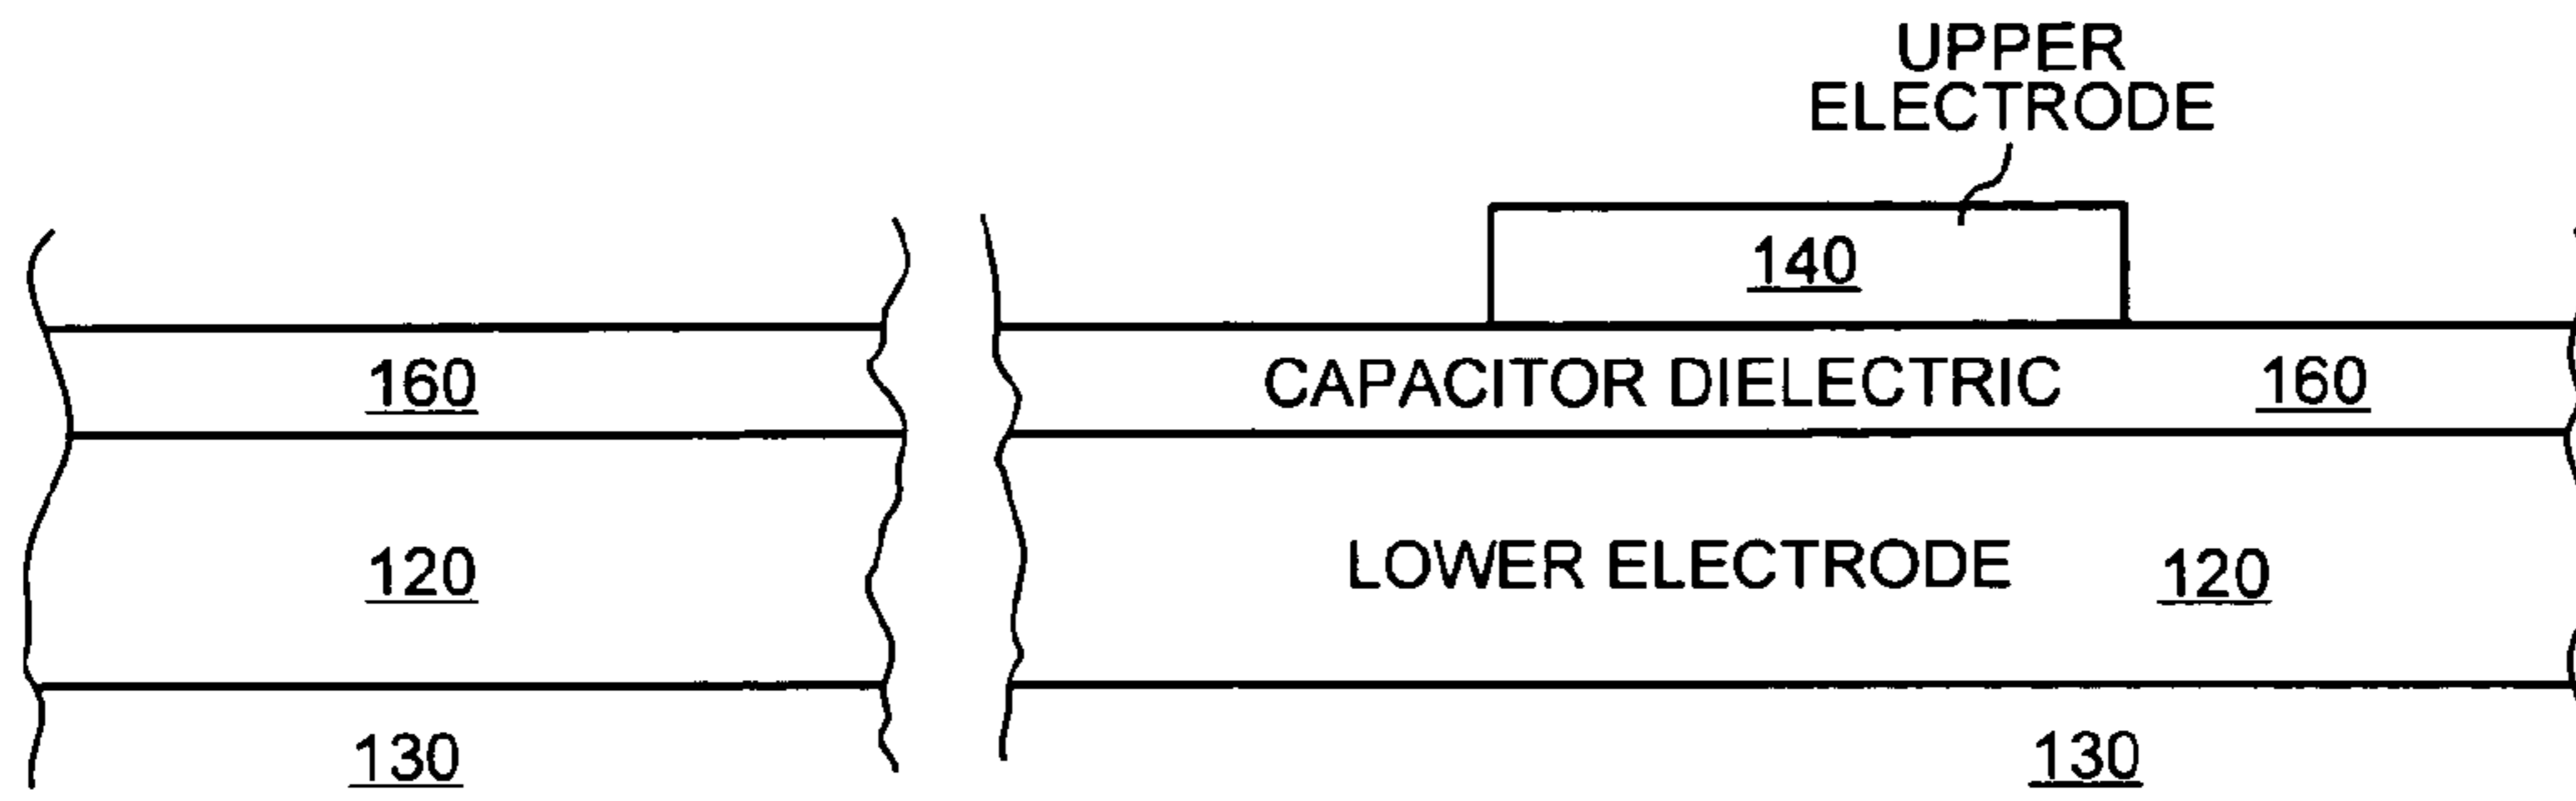 UPPER
ELECTRODE
140
160
CAPACITOR DIELECTRIC 160
120
LOWER ELECTRODE 120
130
130